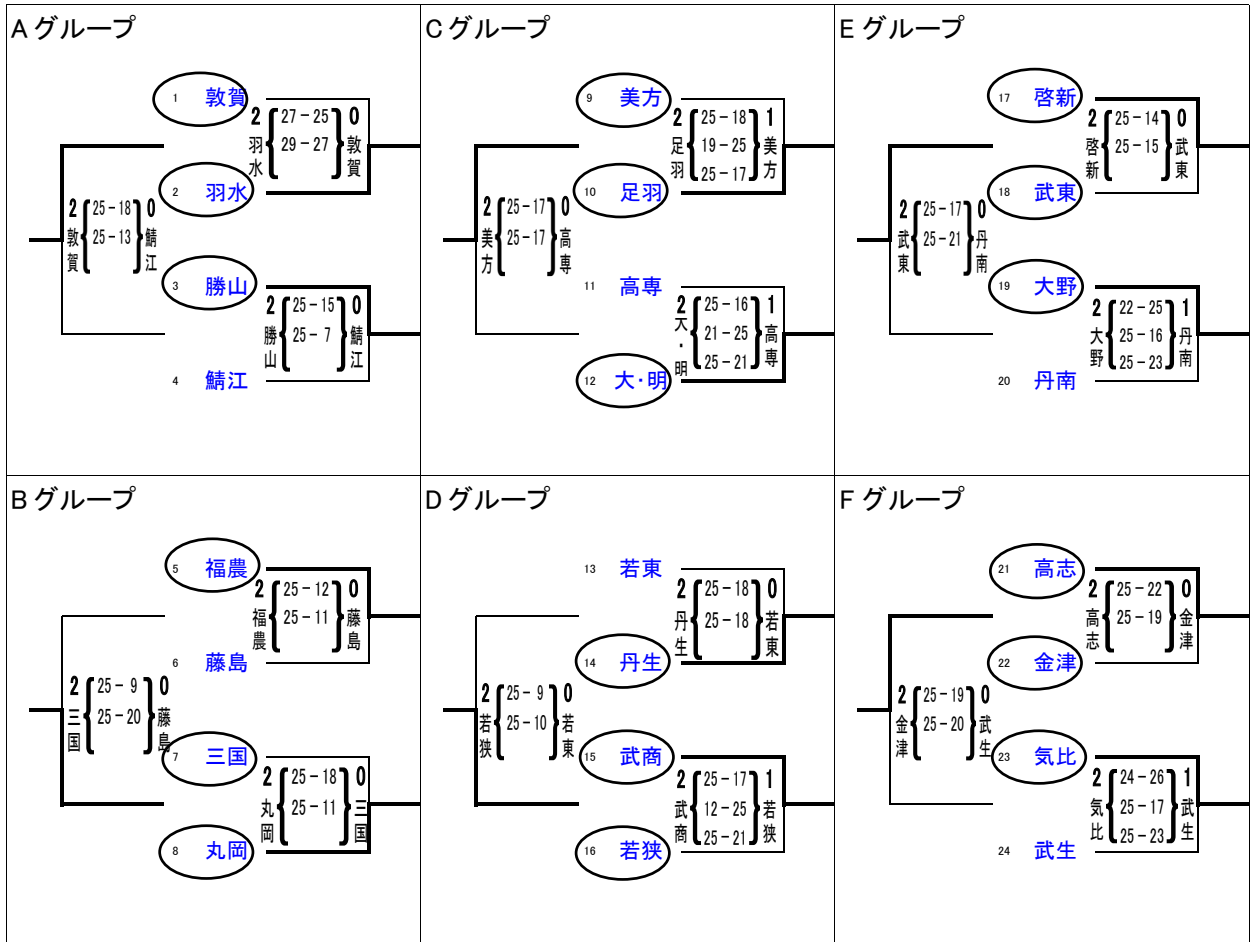 A グループ
1 敦賀
2 27-25 0
羽水 29-27 敦賀
2 羽水
2 25-18 0
敦賀 25-13 鯖江
3 勝山
2 25-15 0
勝山 25- 7 鯖江
4 鯖江
C グループ
9 美方
2 25-18 1
足羽 19-25 美方
25-17
10 足羽
2 25-17 0
美方 25-17 高専
11 高専
2 25-16 1
大・明 21-25 高専
25-21
12 大・明
E グループ
17 啓新
2 25-14 0
啓新 25-15 武東
18 武東
2 25-17 0
武東 25-21 丹南
19 大野
2 22-25 1
大野 25-16 丹南
25-23
20 丹南
B グループ
5 福農
2 25-12 0
福農 25-11 藤島
6 藤島
2 25- 9 0
三国 25-20 藤島
7 三国
2 25-18 0
丸岡 25-11 三国
8 丸岡
D グループ
13 若東
2 25-18 0
丹生 25-18 若東
14 丹生
2 25- 9 0
若狭 25-10 若東
15 武商
2 25-17 1
武商 12-25 若狭
25-21
16 若狭
F グループ
21 高志
2 25-22 0
高志 25-19 金津
22 金津
2 25-19 0
金津 25-20 武生
23 気比
2 24-26 1
気比 25-17 武生
25-23
24 武生